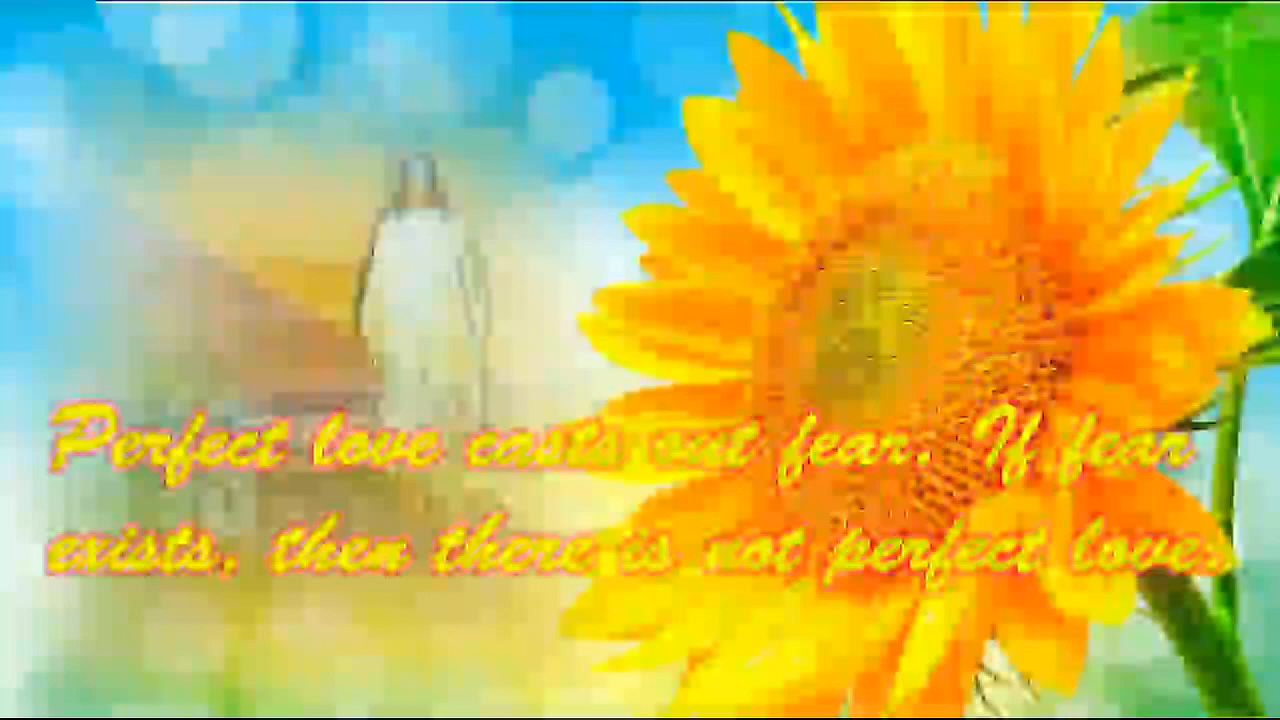 Perfect love casts out fear. If fear
exists, then there is not perfect love.